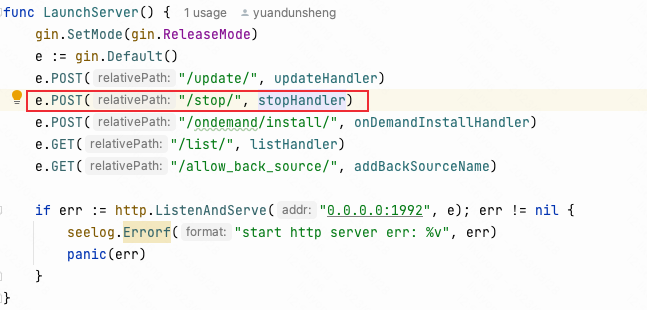 func LaunchServer() { 1 usage yuandunsheng
gin.SetMode(gin.ReleaseMode)
e := gin.Default()
e.POST( relativePath: "/update/", updateHandler)
e.POST( relativePath: "/stop/", stopHandler)
e.POST( relativePath: "/ondemand/install/", onDemandInstallHandler)
e.GET( relativePath: "/list/", listHandler)
e.GET( relativePath: "/allow_back_source/", addBackSourceName)
if err := http.ListenAndServe( addr: "0.0.0.0:1992", e); err != nil {
seelog.Errorf( format: "start http server err: %v", err)
panic(err)
}
}